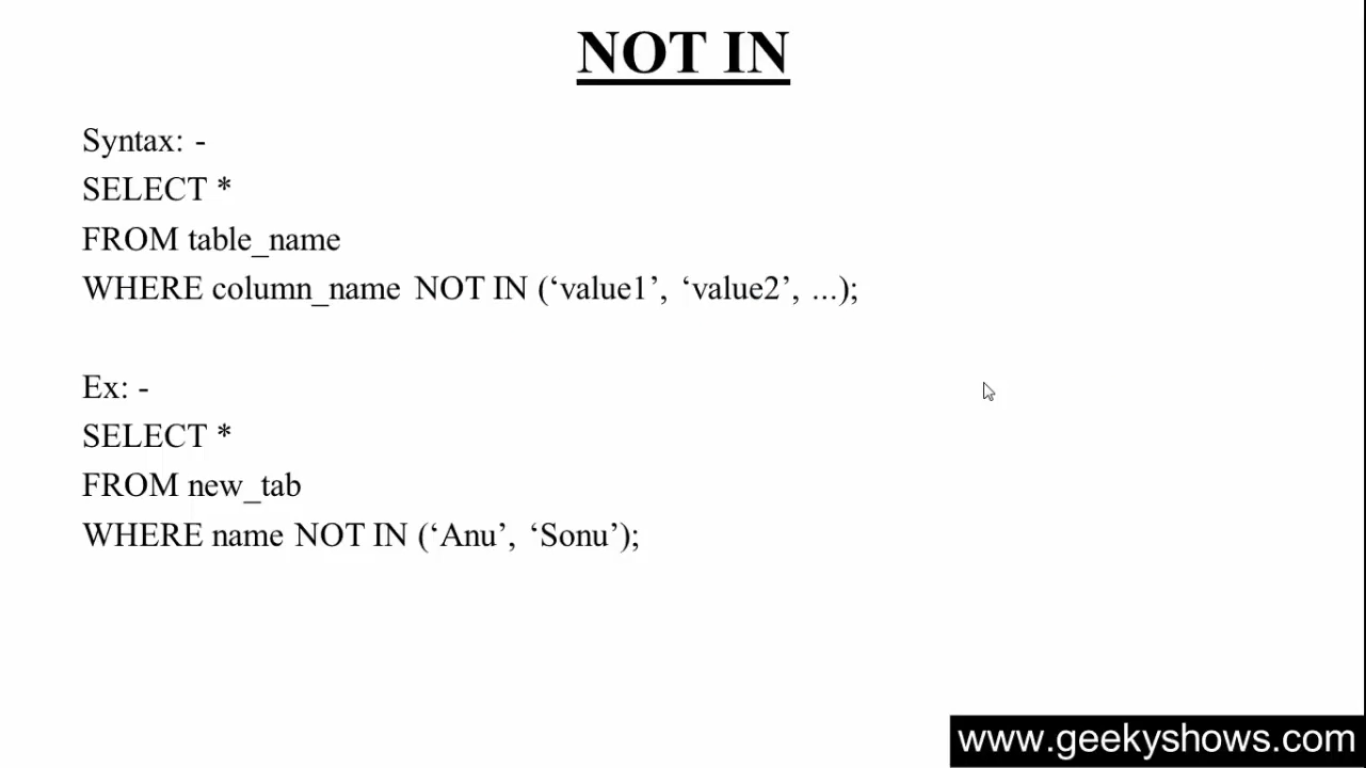 NOT IN
Syntax: -
SELECT *
FROM table_name
WHERE column_name NOT IN (‘value1’, ‘value2’, ...);
Ex: -
SELECT *
FROM new_tab
WHERE name NOT IN (‘Anu’, ‘Sonu’);
www.geekyshows.com